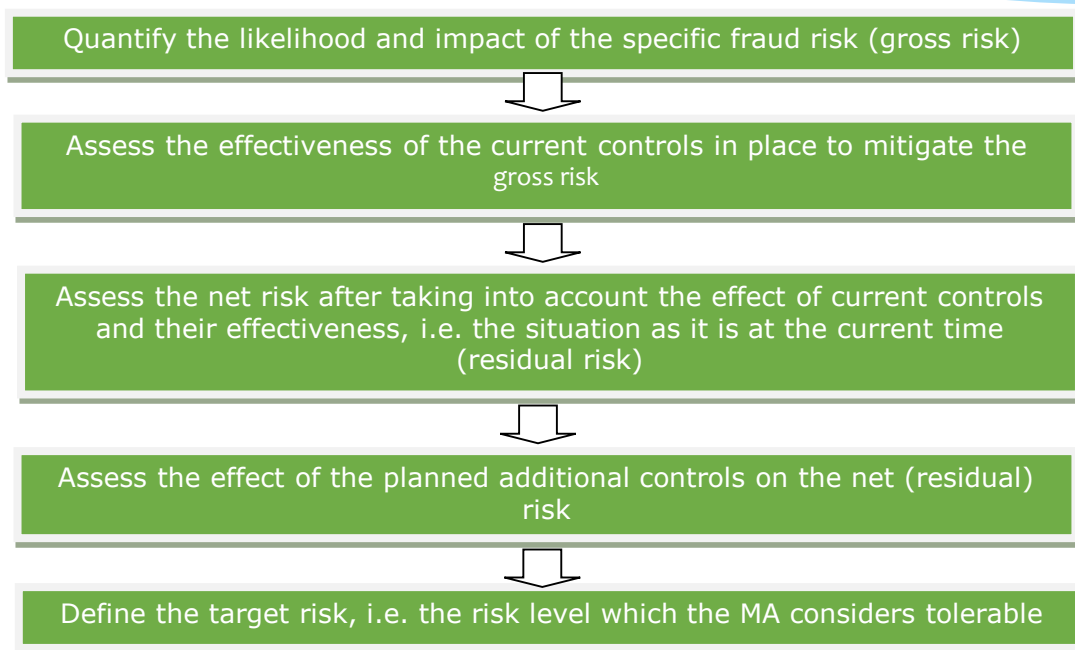 Quantify the likelihood and impact of the specific fraud risk (gross risk)
Assess the effectiveness of the current controls in place to mitigate the
gross risk
Assess the net risk after taking into account the effect of current controls
and their effectiveness, i.e. the situation as it is at the current time
(residual risk)
Assess the effect of the planned additional controls on the net (residual)
risk
Define the target risk, i.e. the risk level which the MA considers tolerable